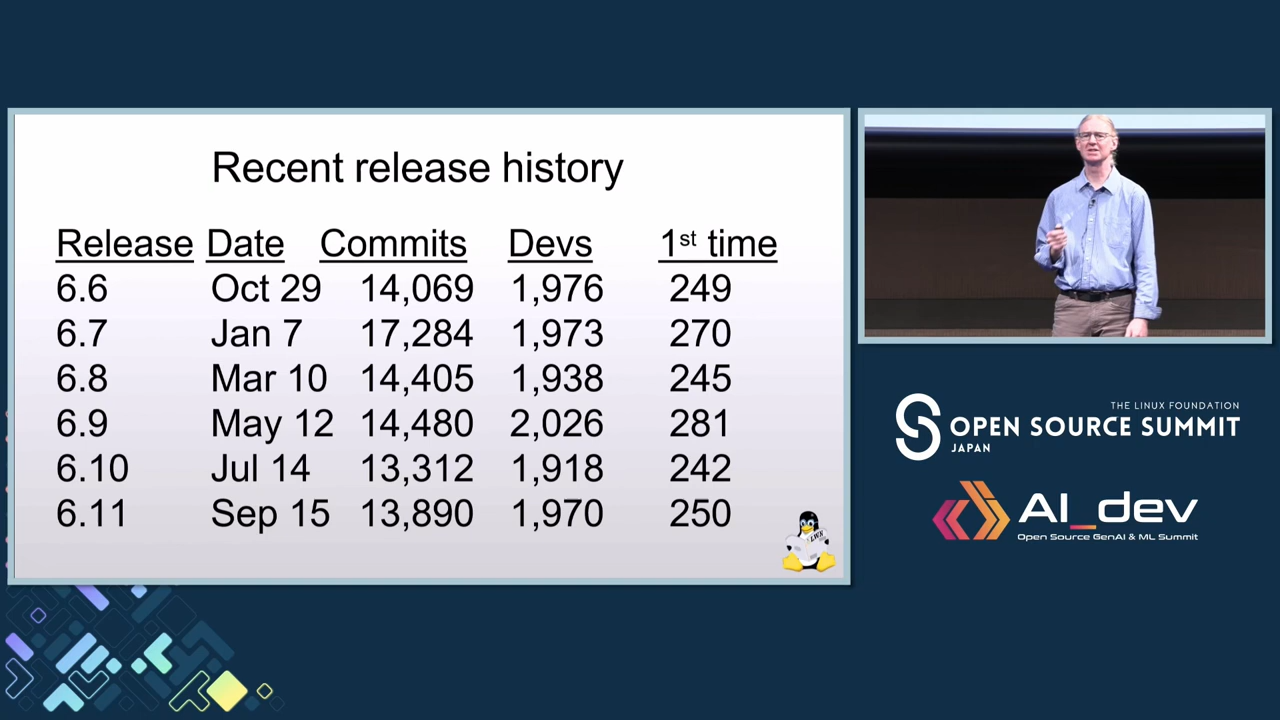 Recent release history
Release Date Commits Devs 1st time
6.6 Oct 29 14,069 1,976 249
6.7 Jan 7 17,284 1,973 270
6.8 Mar 10 14,405 1,938 245
6.9 May 12 14,480 2,026 281
6.10 Jul 14 13,312 1,918 242
6.11 Sep 15 13,890 1,970 250
LWN
THE LINUX FOUNDATION
OPEN SOURCE SUMMIT
JAPAN
AI_dev
Open Source GenAI & ML Summit